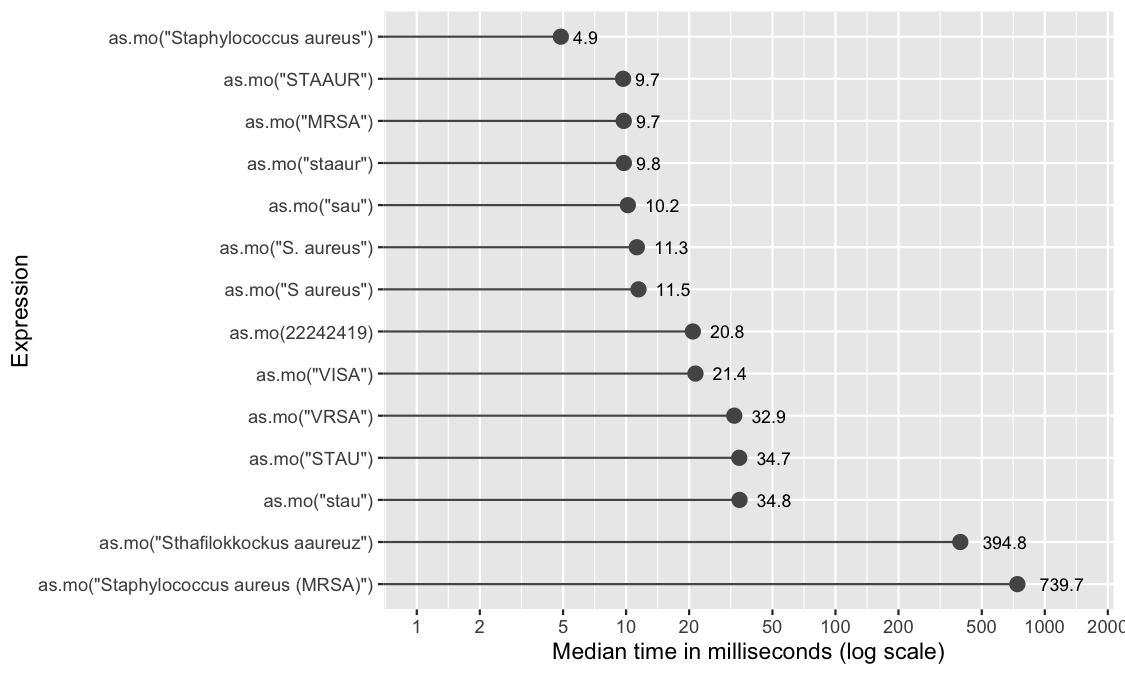 as.mo("Staphylococcus aureus") 4.9
as.mo("STAAUR") 9.7
as.mo("MRSA") 9.7
as.mo("staaur") 9.8
as.mo("sau") 10.2
as.mo("S. aureus") 11.3
as.mo("S aureus") 11.5
as.mo(22242419) 20.8
as.mo("VISA") 21.4
as.mo("VRSA") 32.9
as.mo("STAU") 34.7
as.mo("stau") 34.8
as.mo("Sthafilokkockus aaureuz") 394.8
as.mo("Staphylococcus aureus (MRSA)") 739.7
Expression
1 2 5 10 20 50 100 200 500 1000 2000
Median time in milliseconds (log scale)